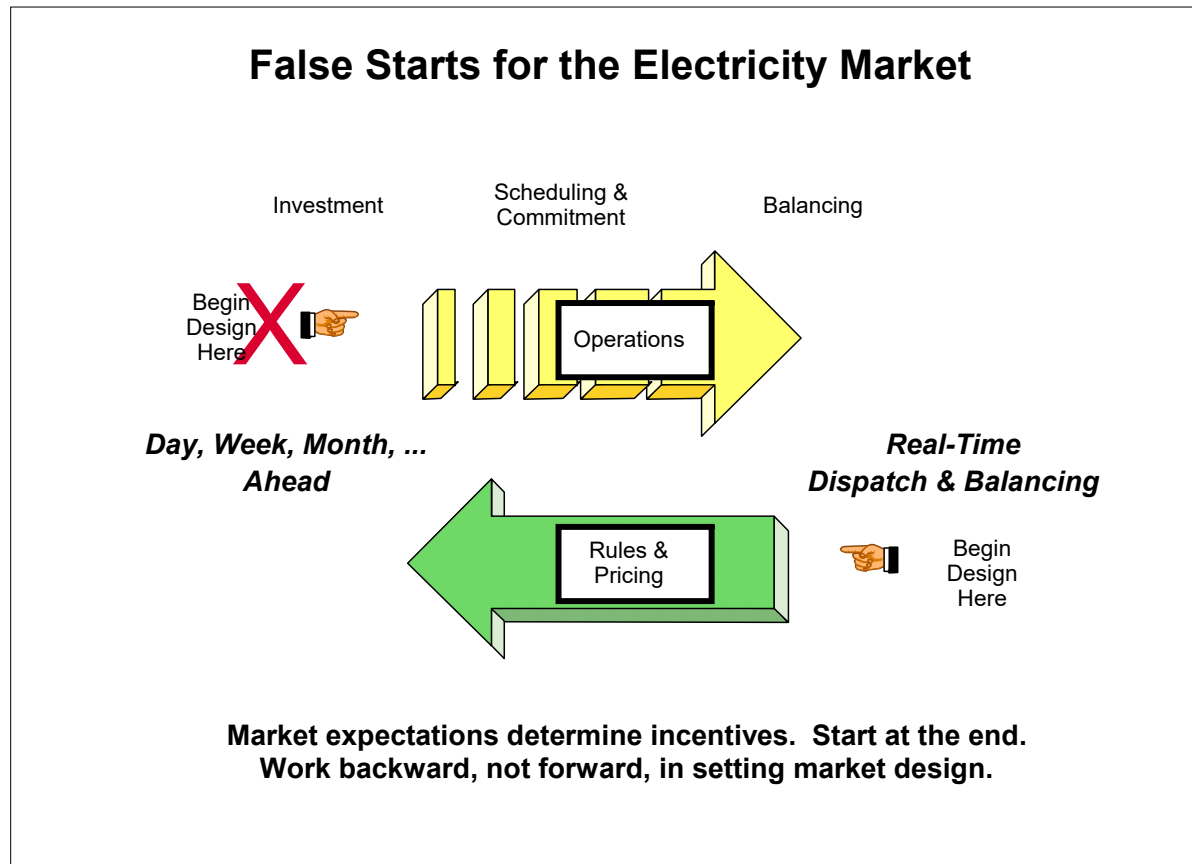 False Starts for the Electricity Market
Investment
Scheduling &
Commitment
Balancing
Begin
Design
Here
Operations
Day, Week, Month, ...
Ahead
Real-Time
Dispatch & Balancing
Rules &
Pricing
Begin
Design
Here
Market expectations determine incentives.  Start at the end.
Work backward, not forward, in setting market design.